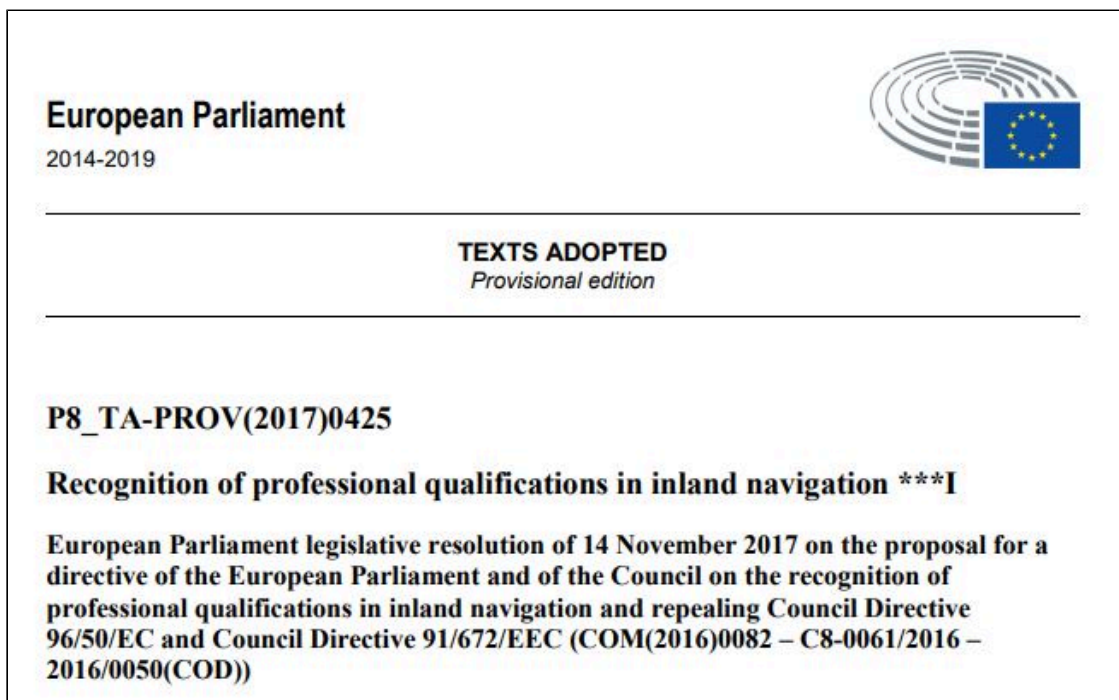 European Parliament
2014-2019
TEXTS ADOPTED
Provisional edition
P8_TA-PROV(2017)0425
Recognition of professional qualifications in inland navigation ***I
European Parliament legislative resolution of 14 November 2017 on the proposal for a
directive of the European Parliament and of the Council on the recognition of
professional qualifications in inland navigation and repealing Council Directive
96/50/EC and Council Directive 91/672/EEC (COM(2016)0082 – C8-0061/2016 –
2016/0050(COD))